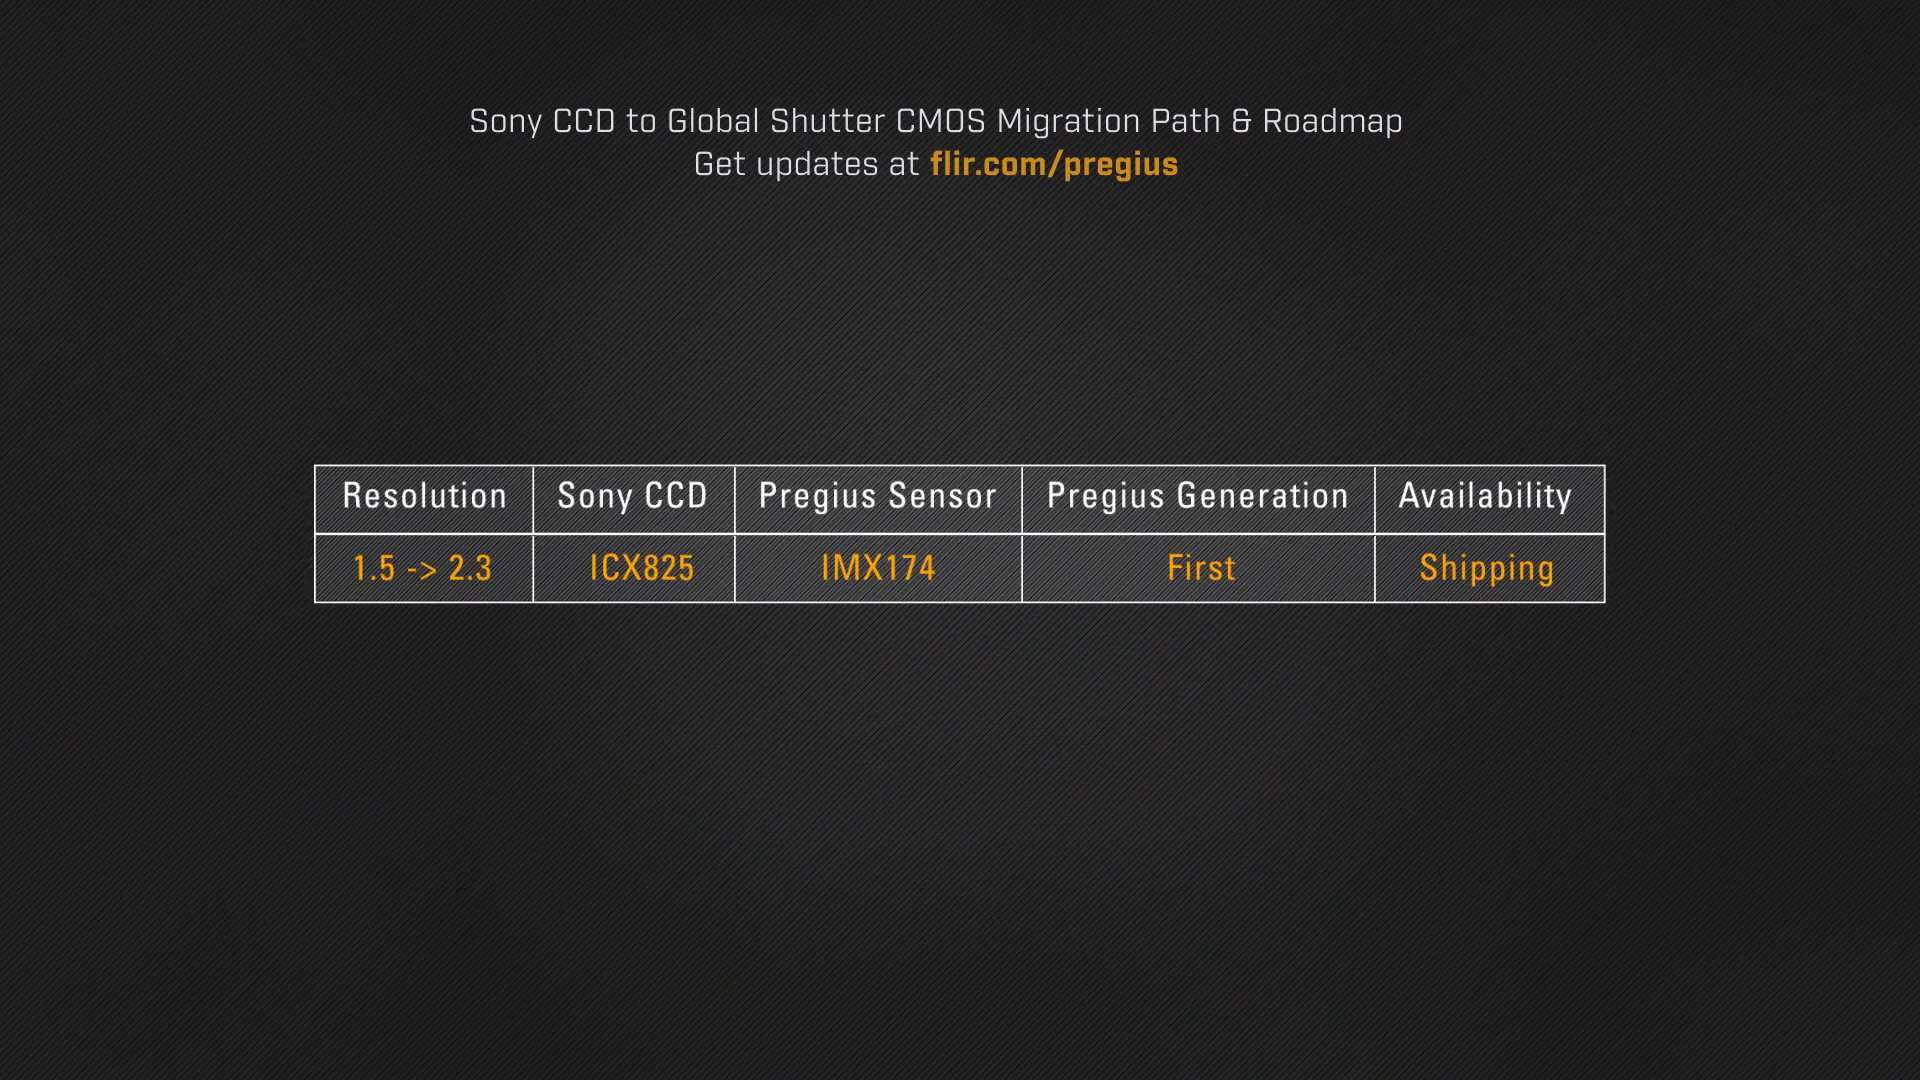 Sony CCD to Global Shutter CMOS Migration Path & Roadmap
Get updates at flir.com/pregius
Resolution Sony CCD Pregius Sensor Pregius Generation Availability
1.5 -> 2.3 ICX825 IMX174 First Shipping